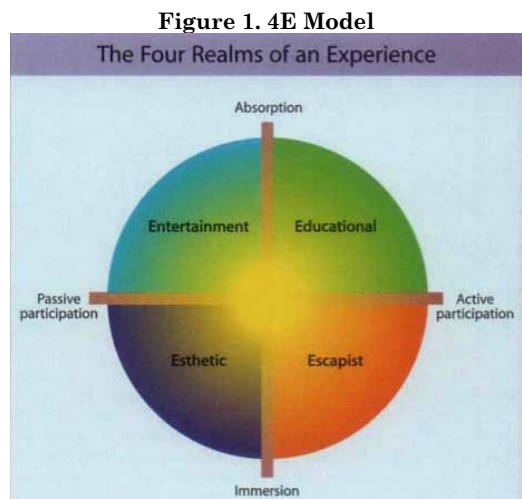 Figure 1. 4E Model
The Four Realms of an Experience
Absorption
Entertainment
Educational
Passive
participation
Active
participation
Esthetic
Escapist
Immersion